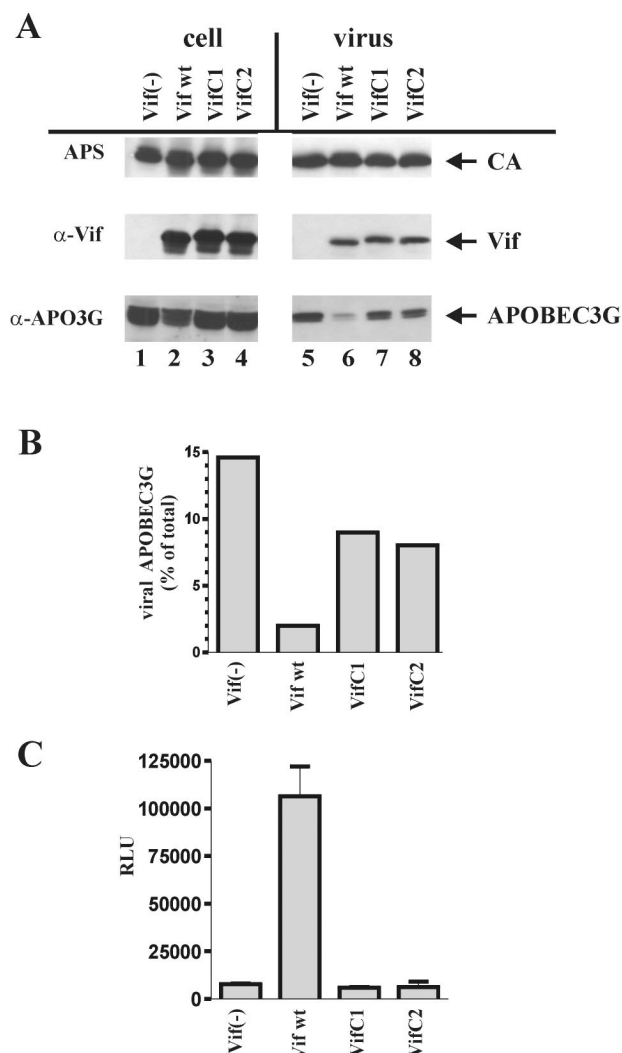 A
cell virus
Vif(-) Vif wt VifC1 VifC2 Vif(-) Vif wt VifC1 VifC2
APS CA
α-Vif Vif
α-APO3G APOBEC3G
1 2 3 4 5 6 7 8
B
viral APOBEC3G
(% of total)
15
10
5
0
Vif(-) Vif wt VifC1 VifC2
C
RLU
125000
100000
75000
50000
25000
0
Vif(-) Vif wt VifC1 VifC2